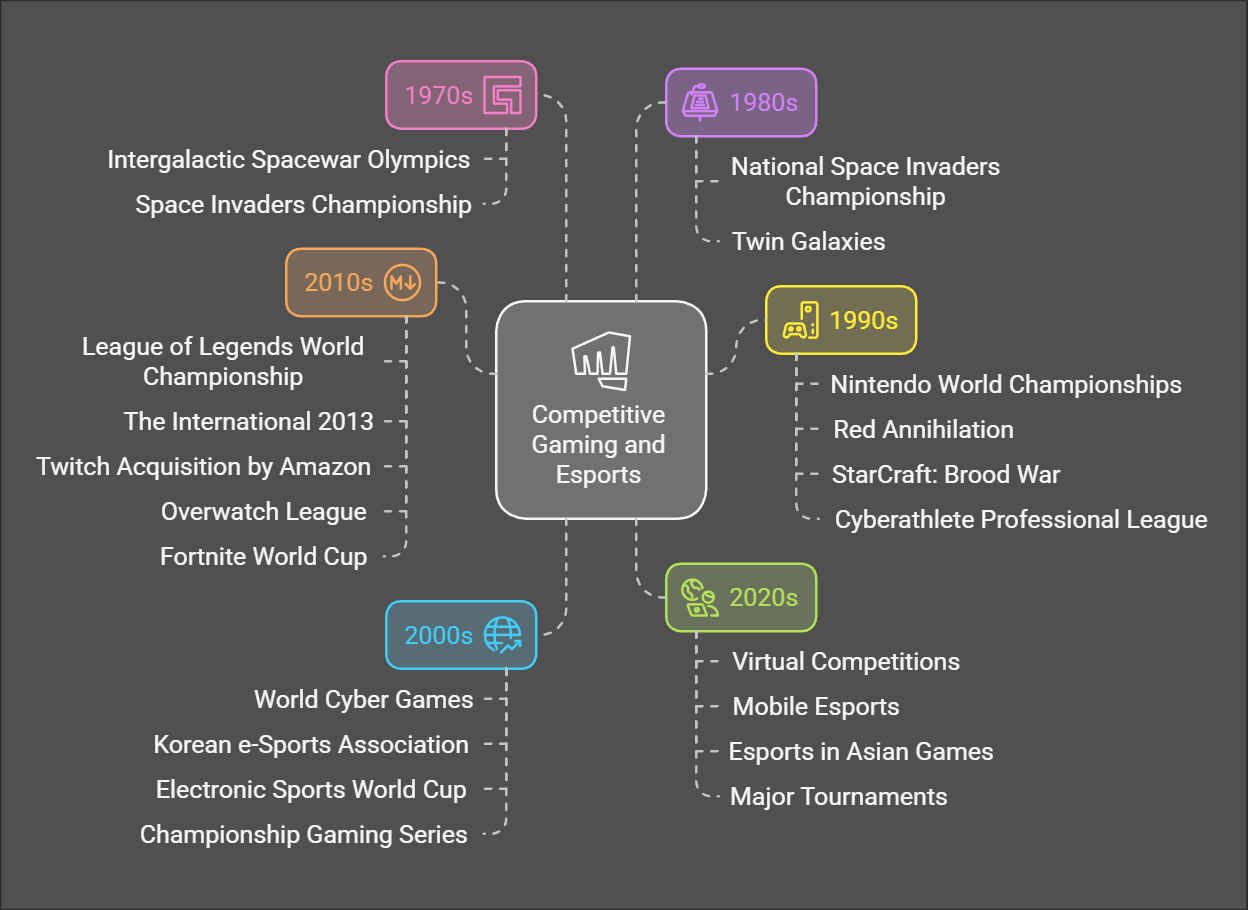 1970s
Intergalactic Spacewar Olympics
Space Invaders Championship
1980s
National Space Invaders
Championship
Twin Galaxies
2010s
M
League of Legends World
Championship
The International 2013
Twitch Acquisition by Amazon
Overwatch League
Fortnite World Cup
Competitive
Gaming and
Esports
1990s
Nintendo World Championships
Red Annihilation
StarCraft: Brood War
Cyberathlete Professional League
2000s
World Cyber Games
Korean e-Sports Association
Electronic Sports World Cup
Championship Gaming Series
2020s
Virtual Competitions
Mobile Esports
Esports in Asian Games
Major Tournaments